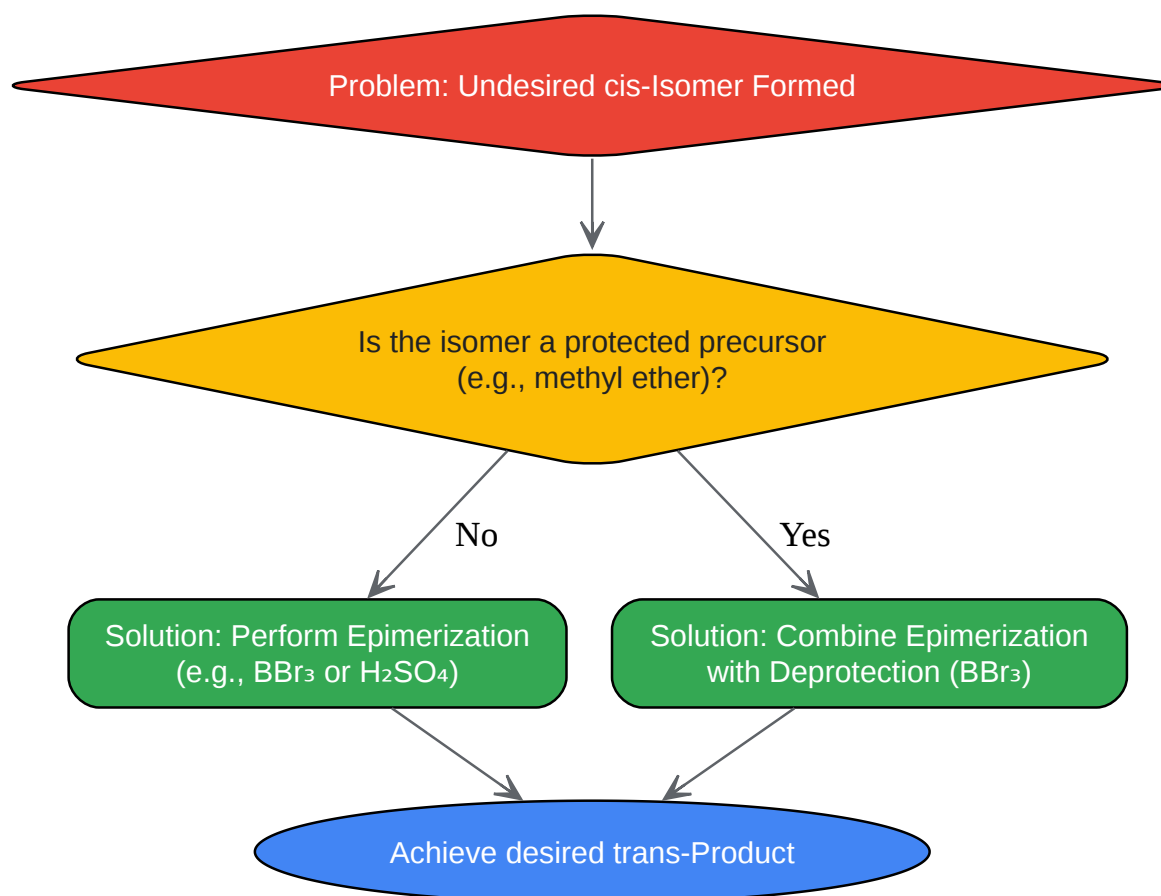 Problem: Undesired cis-Isomer Formed
Is the isomer a protected precursor
(e.g., methyl ether)?
No
Yes
Solution: Perform Epimerization
(e.g., BBr₃ or H₂SO₄)
Solution: Combine Epimerization
with Deprotection (BBr₃)
Achieve desired trans-Product